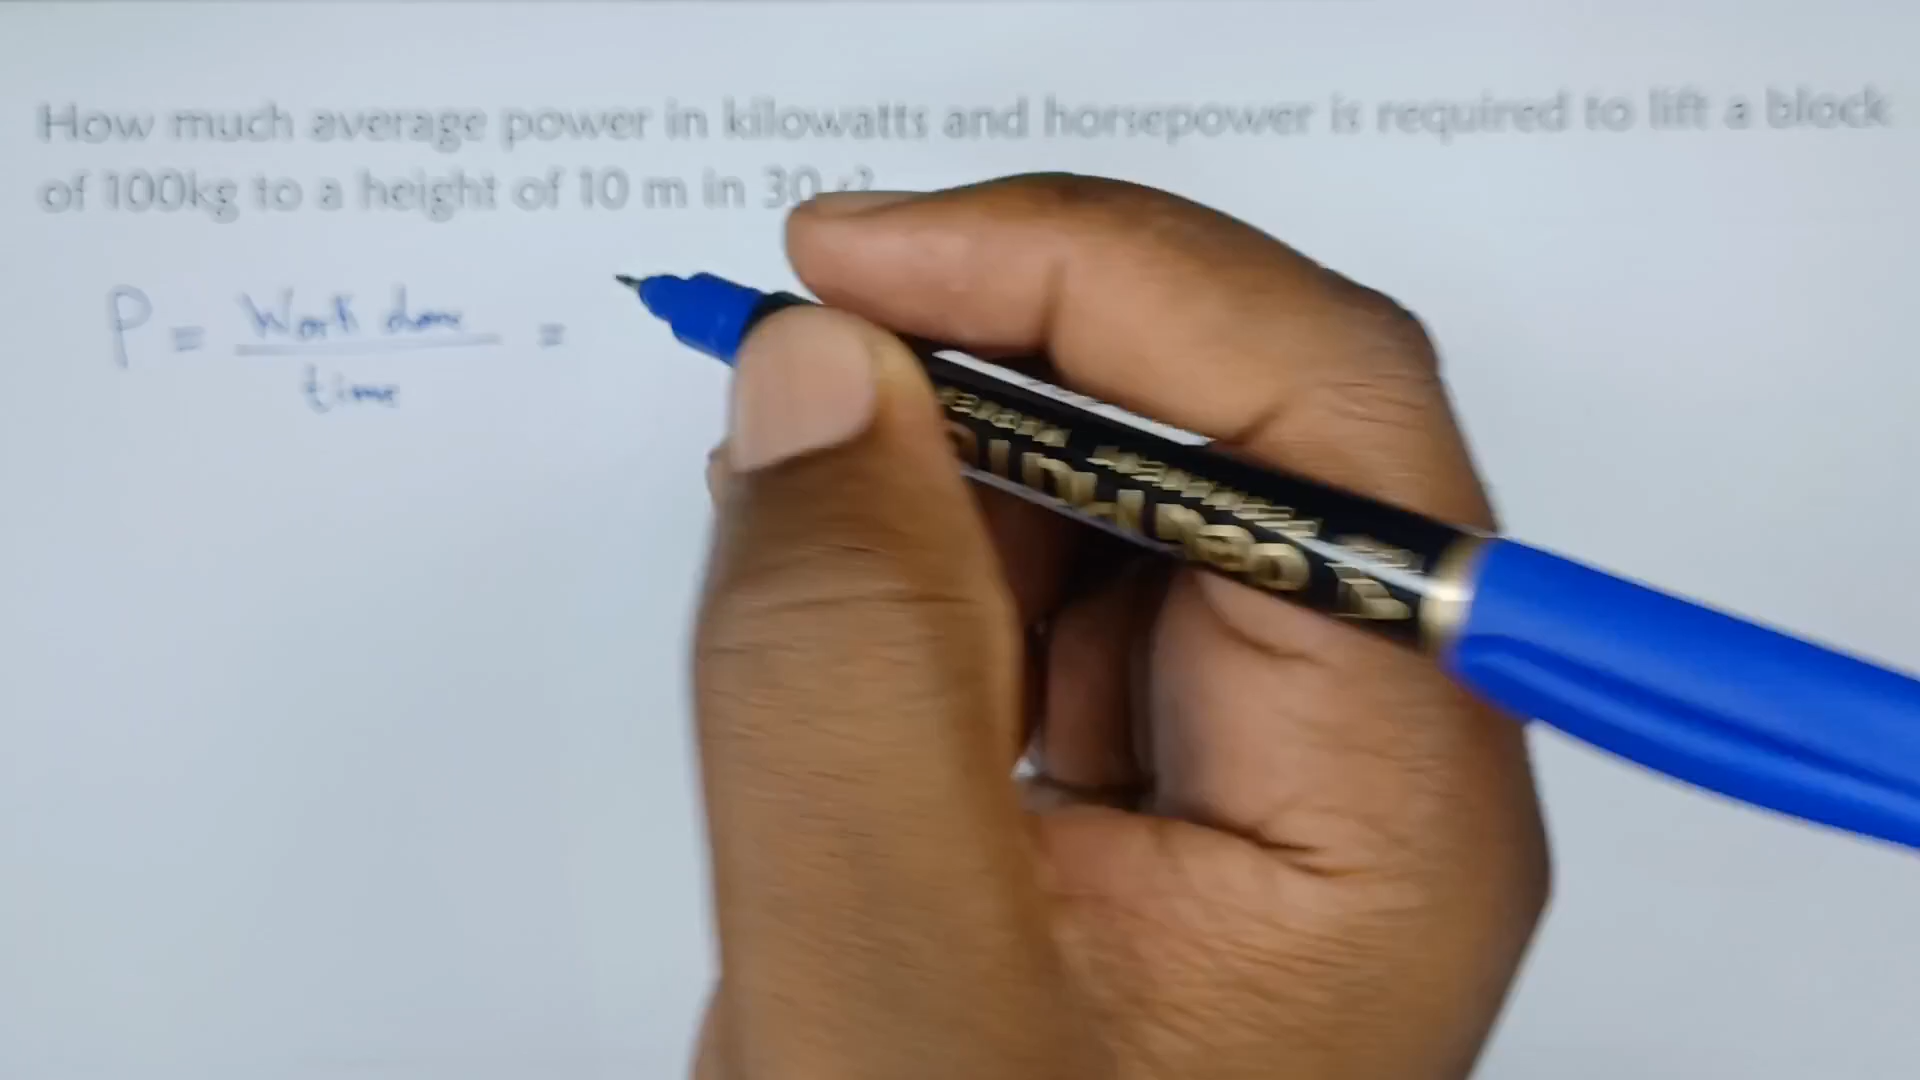 How much average power in kilowatts and horsepower is required to lift a block
of 100kg to a height of 10 m in 30 s?
P = Work done =
time